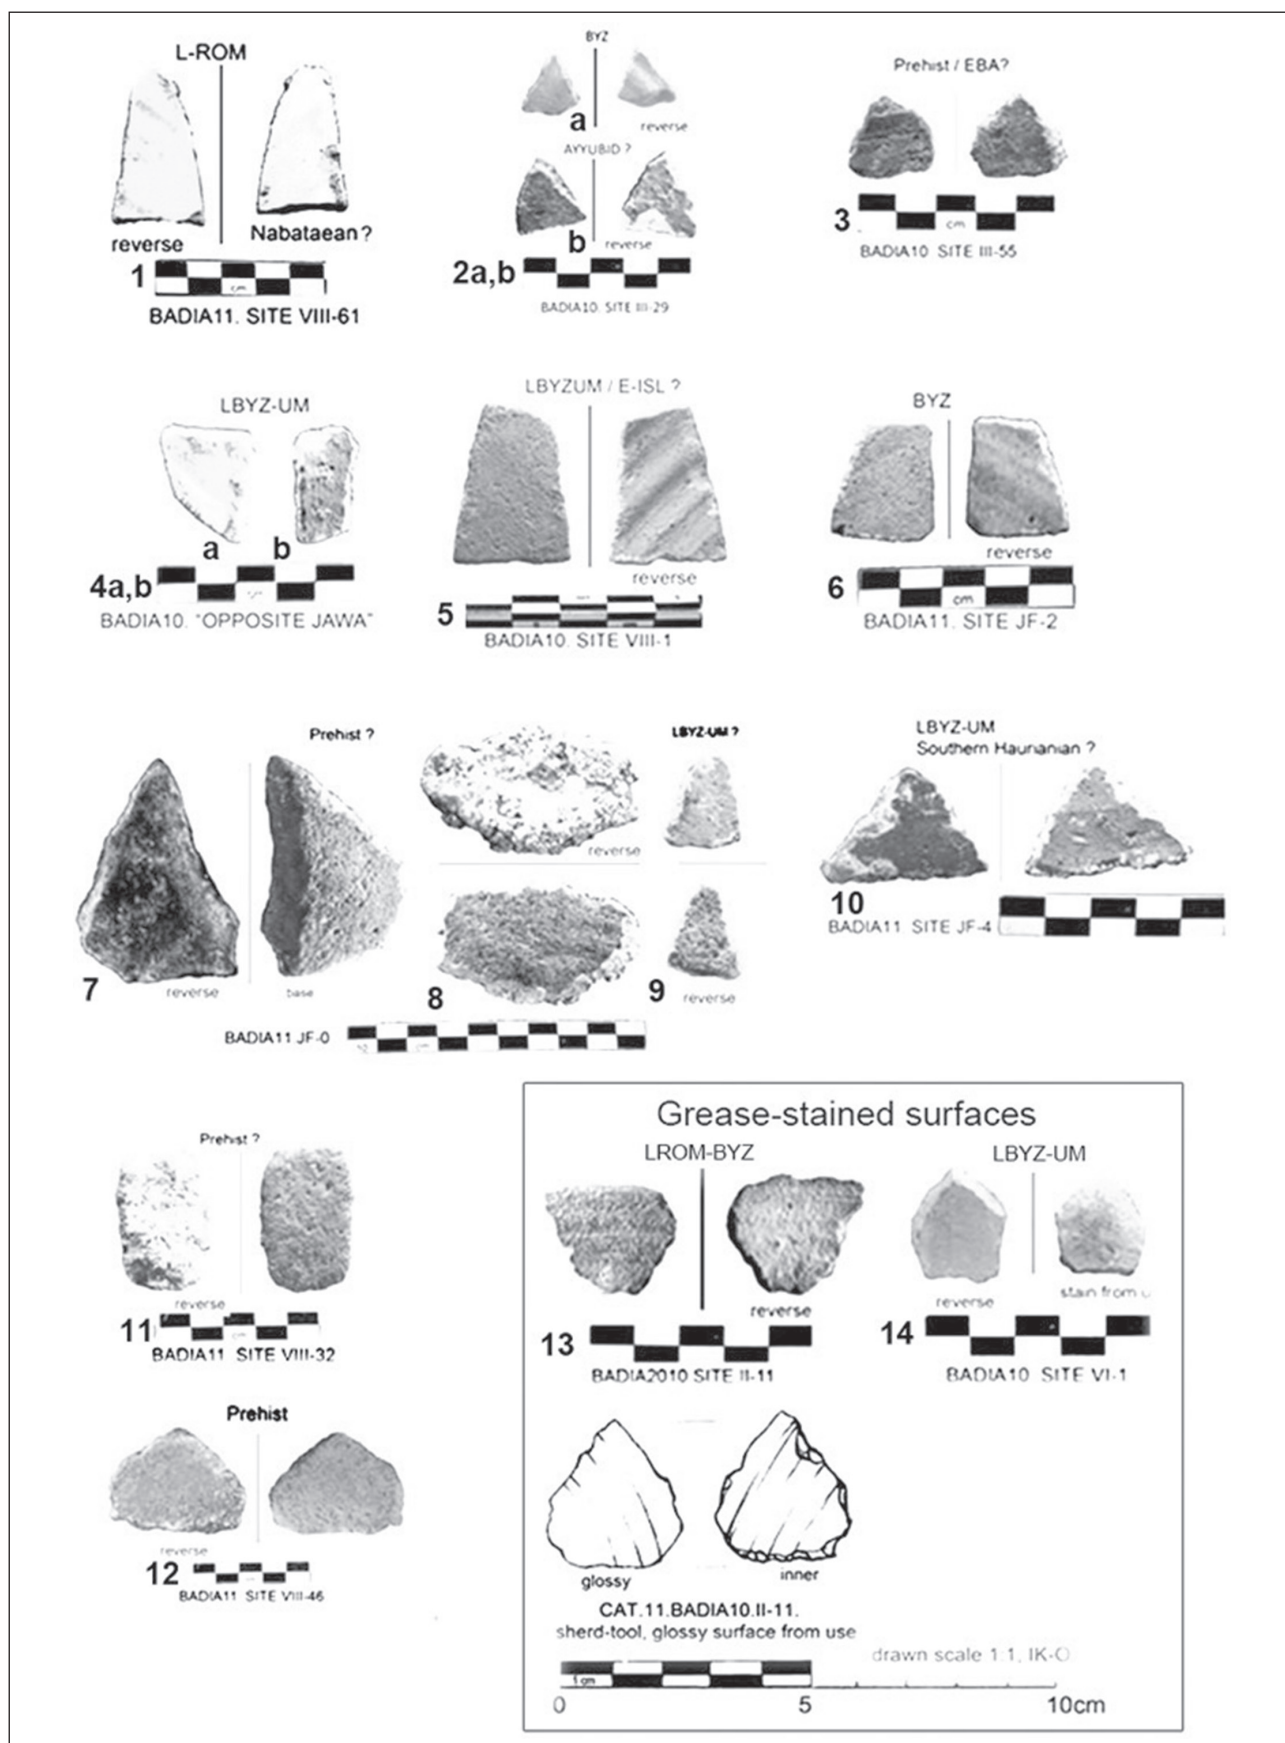 L-ROM
reverse
Nabataean ?
1
cm
BADIA11. SITE VIII-61
BYZ
a
reverse
AYYUBID ?
b
reverse
2a,b
BADIA10. SITE III-29
Prehist / EBA?
3
cm
BADIA10 SITE III-55
LBYZ-UM
a
b
4a,b
BADIA10. "OPPOSITE JAWA"
LBYZUM / E-ISL ?
reverse
5
BADIA10. SITE VIII-1
BYZ
reverse
6
cm
BADIA11. SITE JF-2
Prehist ?
7
reverse
base
reverse
8
LBYZ-UM ?
9
reverse
BADIA11 JF-0
cm
LBYZ-UM
Southern Haurianian ?
10
BADIA11 SITE JF-4
Prehist ?
reverse
11
cm
BADIA11 SITE VIII-32
Prehist
reverse
12
BADIA11 SITE VIII-46
Grease-stained surfaces
LROM-BYZ
reverse
13
BADIA2010 SITE II-11
LBYZ-UM
reverse
stain from u
14
BADIA10 SITE VI-1
glossy
inner
CAT.11.BADIA10.II-11.
sherd-tool, glossy surface from use
drawn scale 1:1, IK-O
1 cm
0 5 10cm